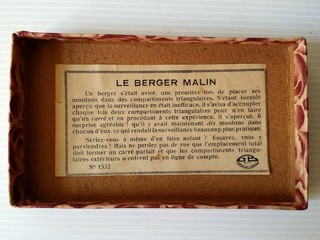 LE BERGER MALIN
Un berger s'était avisé, une première fois de placer ses
moutons dans des compartiments triangulaires. S'étant bientôt
aperçu que la surveillance en était inefficace, il s'avisa d'accoupler
chaque fois deux compartiments triangulaires pour n'en faire
qu'un carré et en procédant à cette expérience, il s'aperçut, ô
surprise agréable! qu'il y avait maintenant dix moutons dans
chacun d'eux, ce qui rendait la surveillance beaucoup plus pratique.
Seriez-vous à même d'en faire autant? Essayez, vous y
parviendrez! Mais ne perdez pas de vue que l'emplacement total
doit former un carré parfait et que les compartiments triangu-
laires extérieurs n'entrent pas en ligne de compte.
No 1552